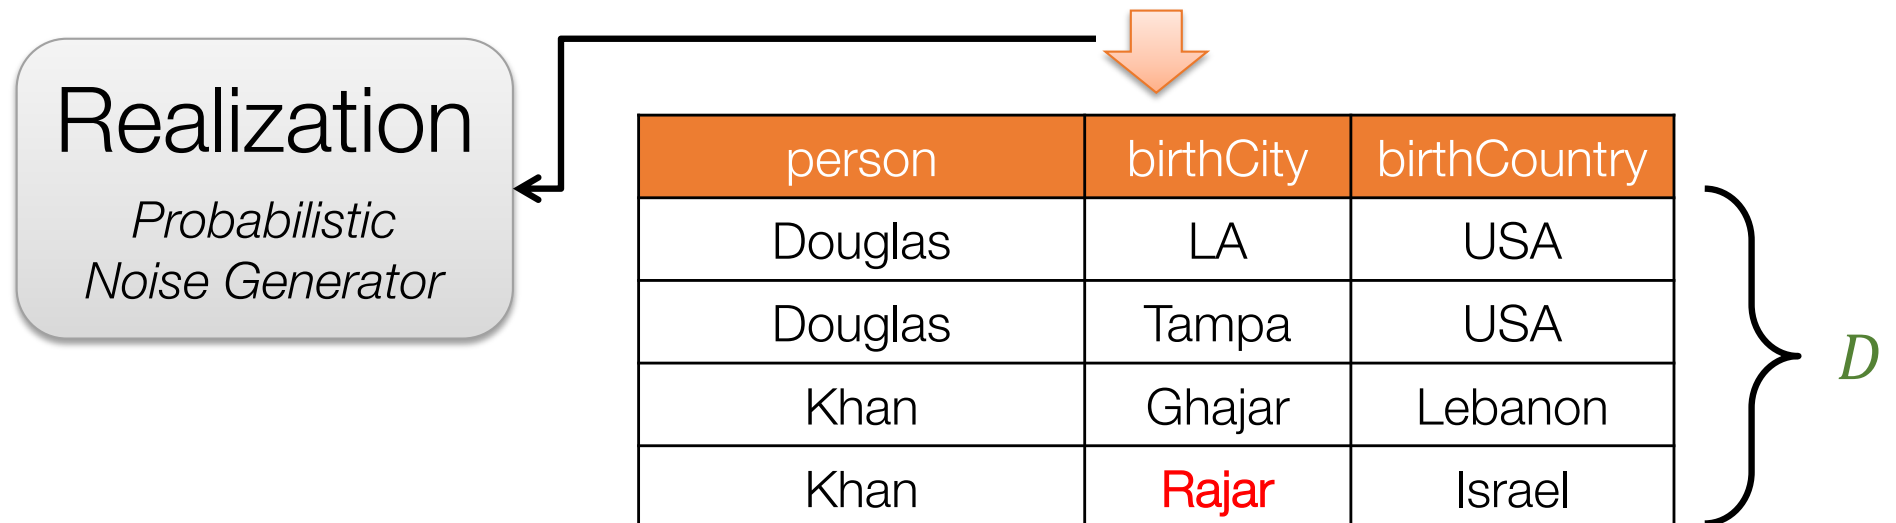 Realization
Probabilistic
Noise Generator
person birthCity birthCountry
Douglas LA USA
Douglas Tampa USA
Khan Ghajar Lebanon
Khan Rajar Israel
D